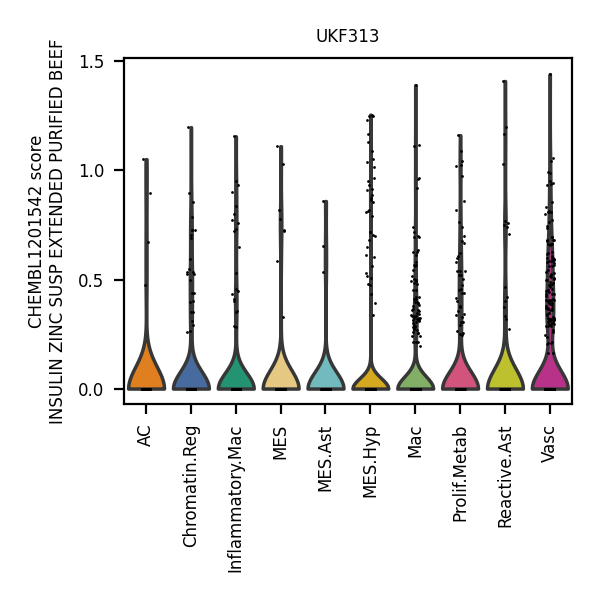 UKF313
CHEMBL1201542 score
INSULIN ZINC SUSP EXTENDED PURIFIED BEEF
1.5
1.0
0.5
0.0
AC
Chromatin.Reg
Inflammatory.Mac
MES
MES.Ast
MES.Hyp
Mac
Prolif.Metab
Reactive.Ast
Vasc